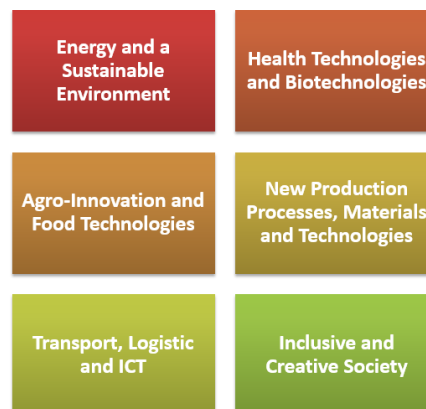 Energy and a
Sustainable
Environment
Health Technologies
and Biotechnologies
Agro-Innovation and
Food Technologies
New Production
Processes, Materials
and Technologies
Transport, Logistic
and ICT
Inclusive and
Creative Society